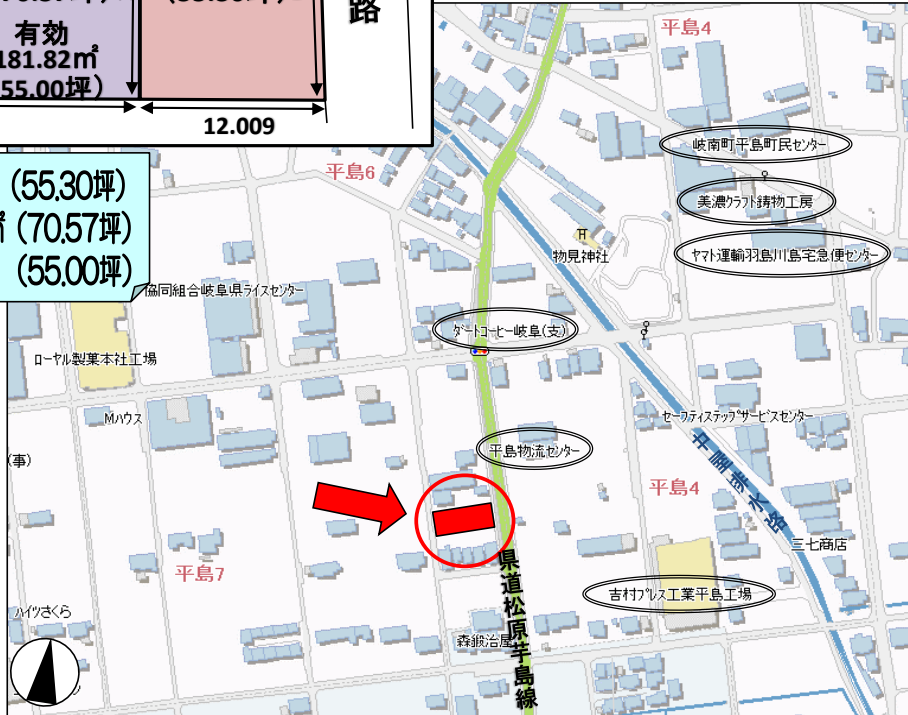 路
有効
181.82㎡
55.00坪)
12.009
(55.30坪)
㎡ (70.57坪)
(55.00坪)
平島4
岐南町平島町民センター
平島6
美濃クラフト鋳物工房
物見神社
ヤマト運輸羽島川島宅急便センター
協同組合岐阜県ライスセンター
ダートコーヒー岐阜(支)
ローヤル製菓本社工場
Mハウス
セーフティステップサービスセンター
平島物流センター
(事)
平島4
三七商店
平島7
県道松原芋島線
吉村プレス工業平島工場
ハイツさくら
森鍛冶屋